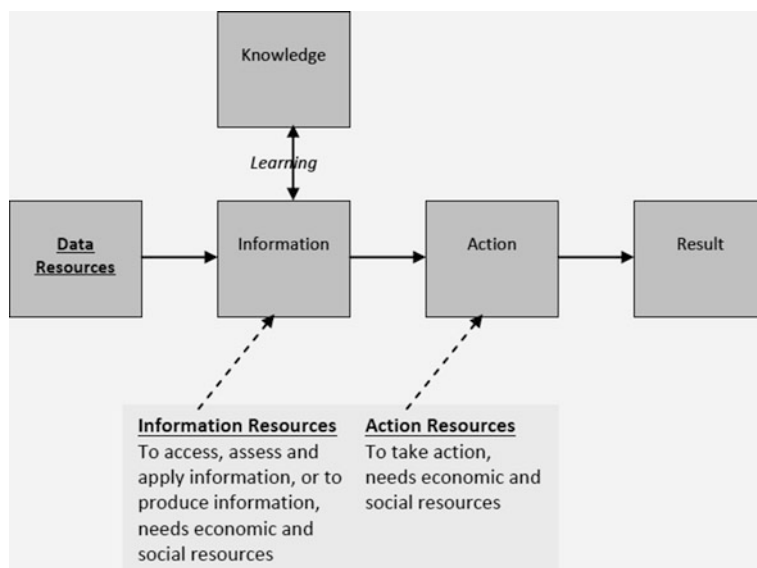 Knowledge
Learning
Data
Resources
Information
Action
Result
Information Resources
To access, assess and
apply information, or to
produce information,
needs economic and
social resources
Action Resources
To take action,
needs economic and
social resources